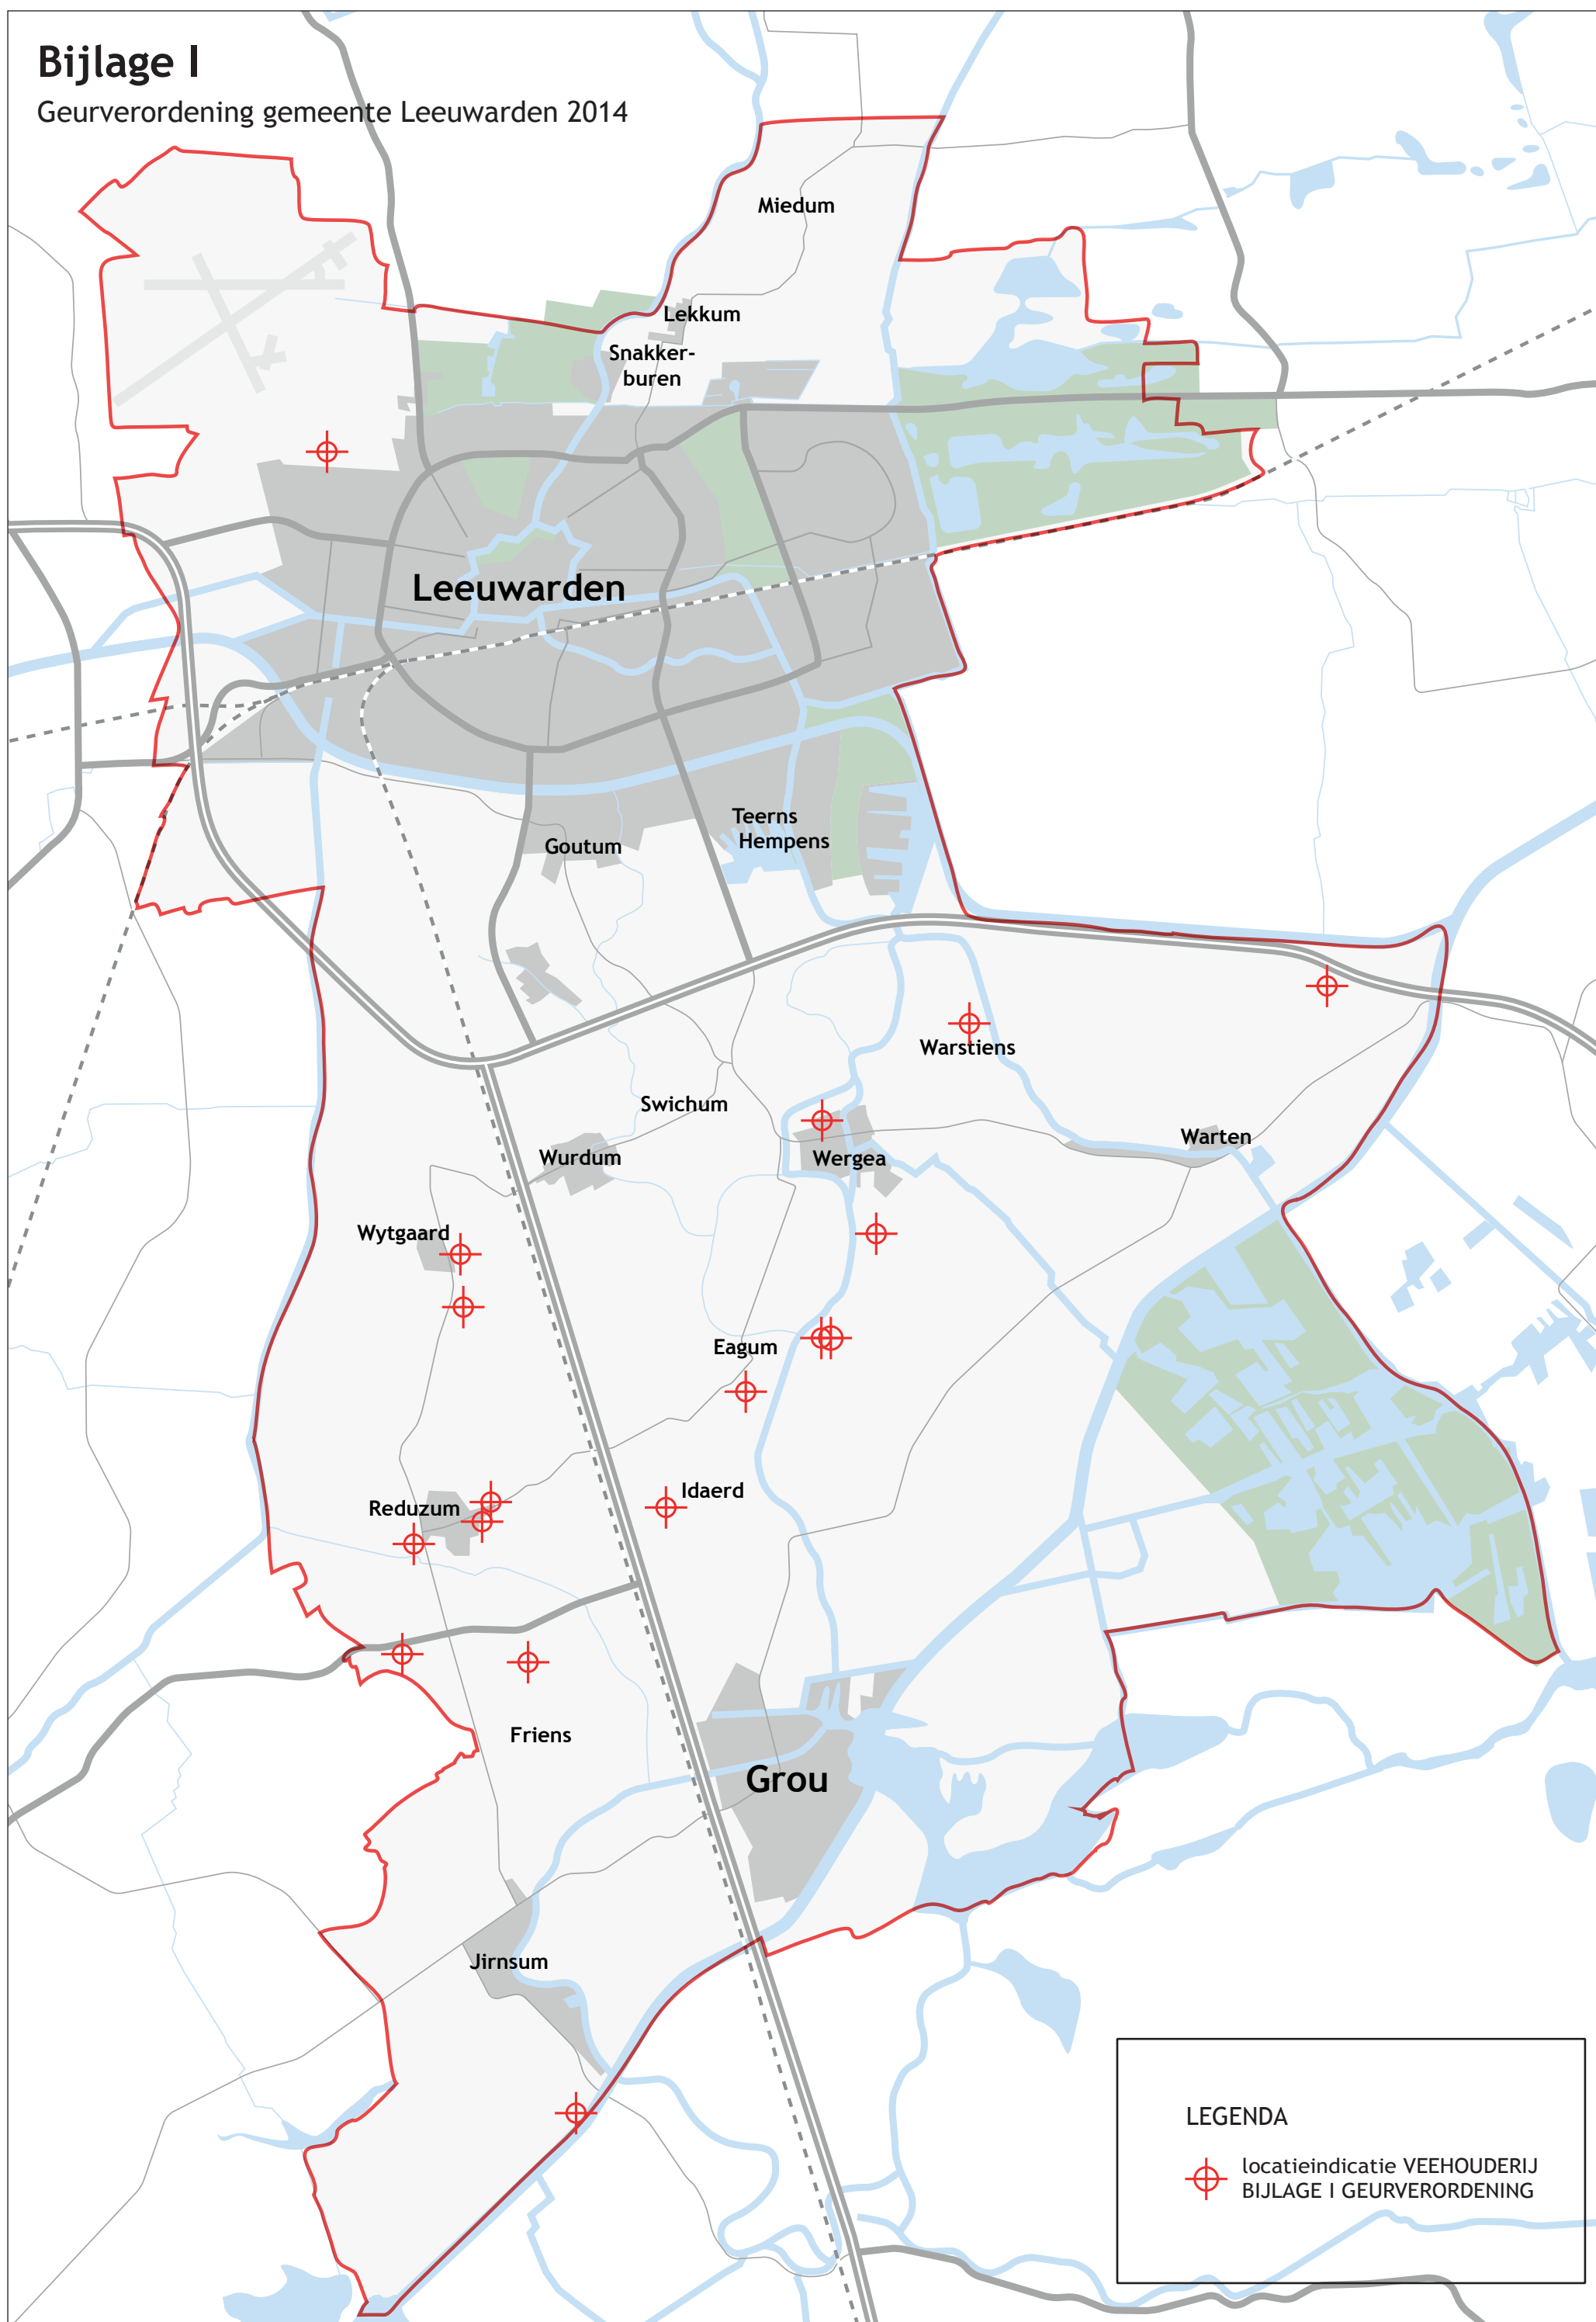 Bijlage I
Geurverordening gemeente Leeuwarden 2014
Miedum
Lekkum
Snakker-
buren
Leeuwarden
Teerns
Hempens
Goutum
Warstiens
Swichum
Warten
Wurdum
Wergea
Wytgaard
Eagum
Idaerd
Reduzum
Friens
Grou
Jirnsum
LEGENDA
locatieindicatie VEEHOUDERIJ
BIJLAGE I GEURVERORDENING